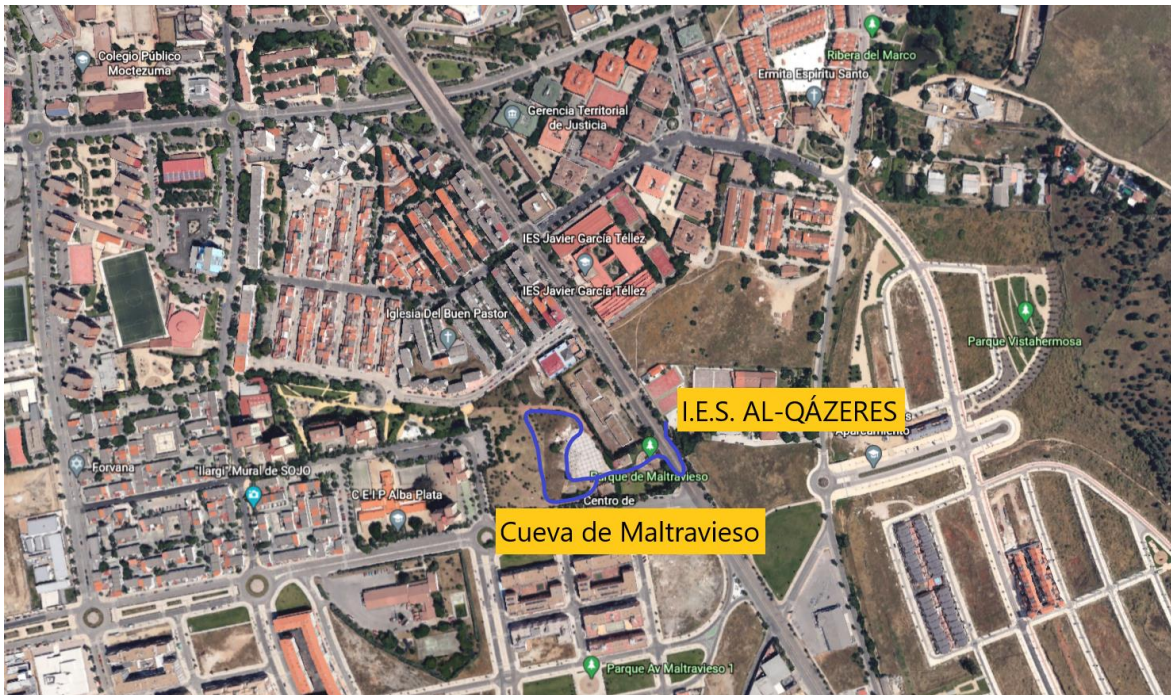 Colegio Público
Moctezuma
Ribera del Marco
Ermita Espíritu Santo
Gerencia Territorial
de Justicia
IES Javier García Téllez
IES Javier García Téllez
Iglesia Del Buen Pastor
Parque Vistahermosa
I.E.S. AL-QÁZERES
Aparcamiento
Parque de Maltravieso
Forvana
"Ilargi" Mural de SOJO
C.E.I.P Alba Plata
Centro de
Cueva de Maltravieso
Parque Av Maltravieso 1